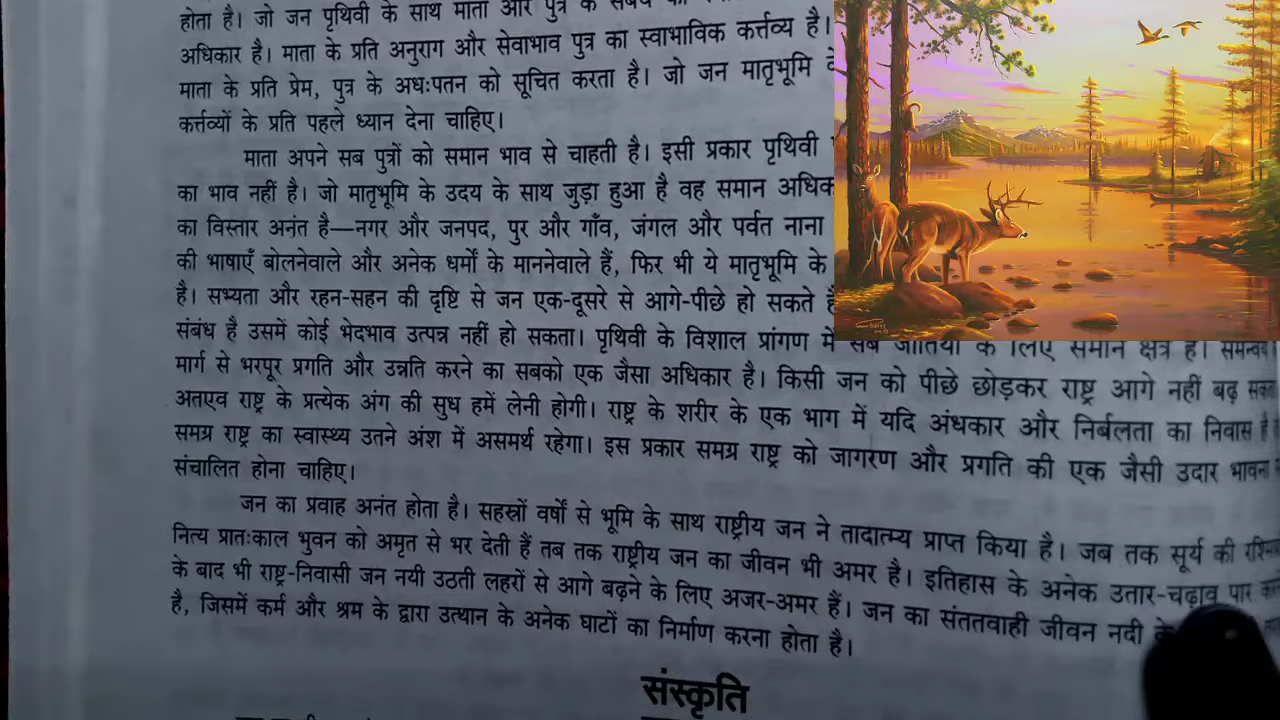 होता है। जो जन पृथिवी के साथ माता और पुत्र के संबंध को
अधिकार है। माता के प्रति अनुराग और सेवाभाव पुत्र का स्वाभाविक कर्त्तव्य है।
माता के प्रति प्रेम, पुत्र के अधःपतन को सूचित करता है। जो जन मातृभूमि
कर्त्तव्यों के प्रति पहले ध्यान देना चाहिए।
माता अपने सब पुत्रों को समान भाव से चाहती है। इसी प्रकार पृथिवी
का भाव नहीं है। जो मातृभूमि के उदय के साथ जुड़ा हुआ है वह समान
का विस्तार अनंत है—नगर और जनपद, पुर और गाँव, जंगल और पर्वत नाना
की भाषाएँ बोलनेवाले और अनेक धर्मों के माननेवाले हैं, फिर भी ये मातृभूमि के
है। सभ्यता और रहन-सहन की दृष्टि से जन एक-दूसरे से आगे-पीछे हो सकते
संबंध है उसमें कोई भेदभाव उत्पन्न नहीं हो सकता। पृथिवी के विशाल प्रांगण में सब जातियों के लिए समान क्षेत्र है। समन्वय
मार्ग से भरपूर प्रगति और उन्नति करने का सबको एक जैसा अधिकार है। किसी जन को पीछे छोड़कर राष्ट्र आगे नहीं बढ़
अतएव राष्ट्र के प्रत्येक अंग की सुध हमें लेनी होगी। राष्ट्र के शरीर के एक भाग में यदि अंधकार और निर्बलता का निवास है
समग्र राष्ट्र का स्वास्थ्य उतने अंश में असमर्थ रहेगा। इस प्रकार समग्र राष्ट्र को जागरण और प्रगति की एक जैसी उदार भावना
संचालित होना चाहिए।
जन का प्रवाह अनंत होता है। सहस्रों वर्षों से भूमि के साथ राष्ट्रीय जन ने तादात्म्य प्राप्त किया है। जब तक सूर्य की
नित्य प्रातःकाल भुवन को अमृत से भर देती हैं तब तक राष्ट्रीय जन का जीवन भी अमर है। इतिहास के अनेक उतार-चढ़ाव पार
के बाद भी राष्ट्र-निवासी जन नयी उठती लहरों से आगे बढ़ने के लिए अजर-अमर हैं। जन का संततवाही जीवन नदी
है, जिसमें कर्म और श्रम के द्वारा उत्थान के अनेक घाटों का निर्माण करना होता है।
संस्कृति